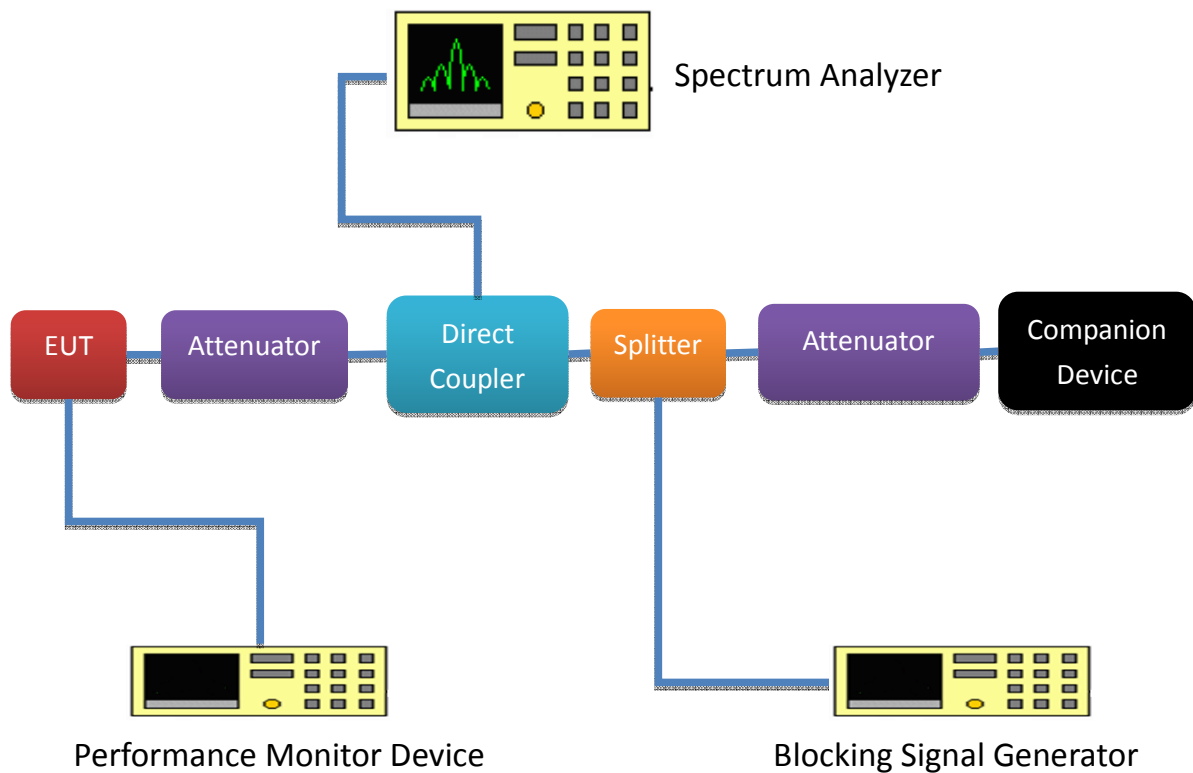 Spectrum Analyzer
EUT
Attenuator
Direct
Coupler
Splitter
Attenuator
Companion
Device
Performance Monitor Device
Blocking Signal Generator